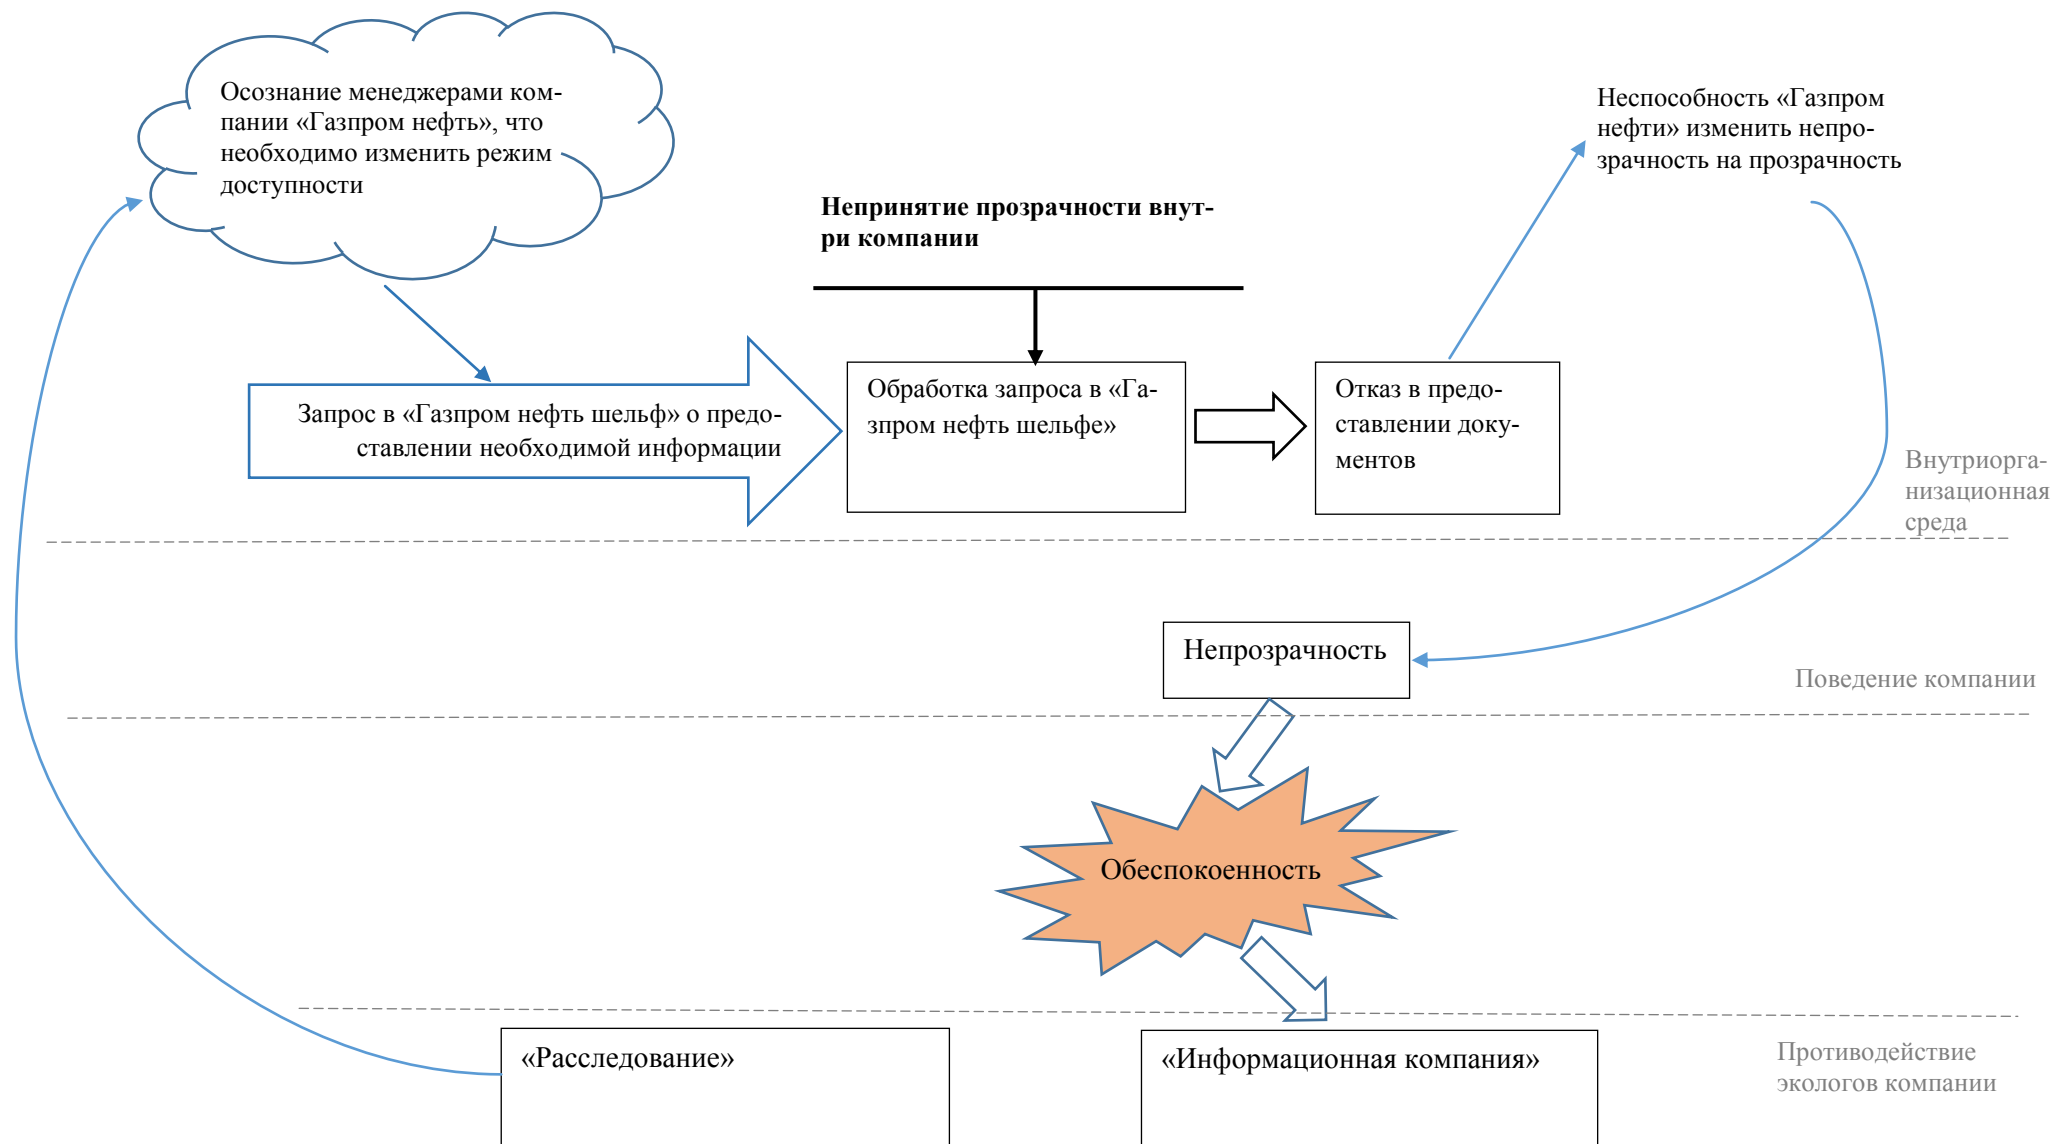 Осознание менеджерами ком-
пании «Газпром нефть», что
необходимо изменить режим
доступности
Неспособность «Газпром
нефти» изменить непро-
зрачность на прозрачность
Непринятие прозрачности внут-
ри компании
Запрос в «Газпром нефть шельф» о предо-
ставлении необходимой информации
Обработка запроса в «Га-
зпром нефть шельфе»
Отказ в предо-
ставлении доку-
ментов
Внутриорга-
низационная
среда
Непрозрачность
Поведение компании
Обеспокоенность
«Расследование»
«Информационная компания»
Противодействие
экологов компании